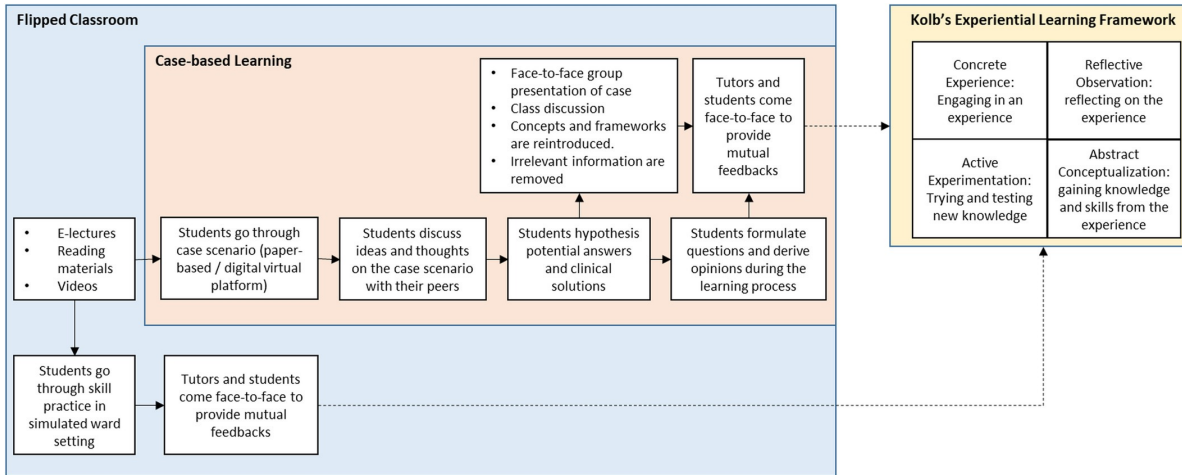 Flipped Classroom
Case-based Learning
• Face-to-face group
presentation of case
• Class discussion
• Concepts and frameworks
are reintroduced.
• Irrelevant information are
removed
Tutors and
students come
face-to-face to
provide
mutual
feedbacks
• E-lectures
• Reading
materials
• Videos
Students go through
case scenario (paper-
based / digital virtual
platform)
Students discuss
ideas and thoughts
on the case scenario
with their peers
Students hypothesis
potential answers
and clinical
solutions
Students formulate
questions and derive
opinions during the
learning process
Students go
through skill
practice in
simulated ward
setting
Tutors and students
come face-to-face to
provide mutual
feedbacks
Kolb's Experiential Learning Framework
Concrete
Experience:
Engaging in an
experience
Reflective
Observation:
reflecting on the
experience
Active
Experimentation:
Trying and testing
new knowledge
Abstract
Conceptualization:
gaining knowledge
and skills from the
experience